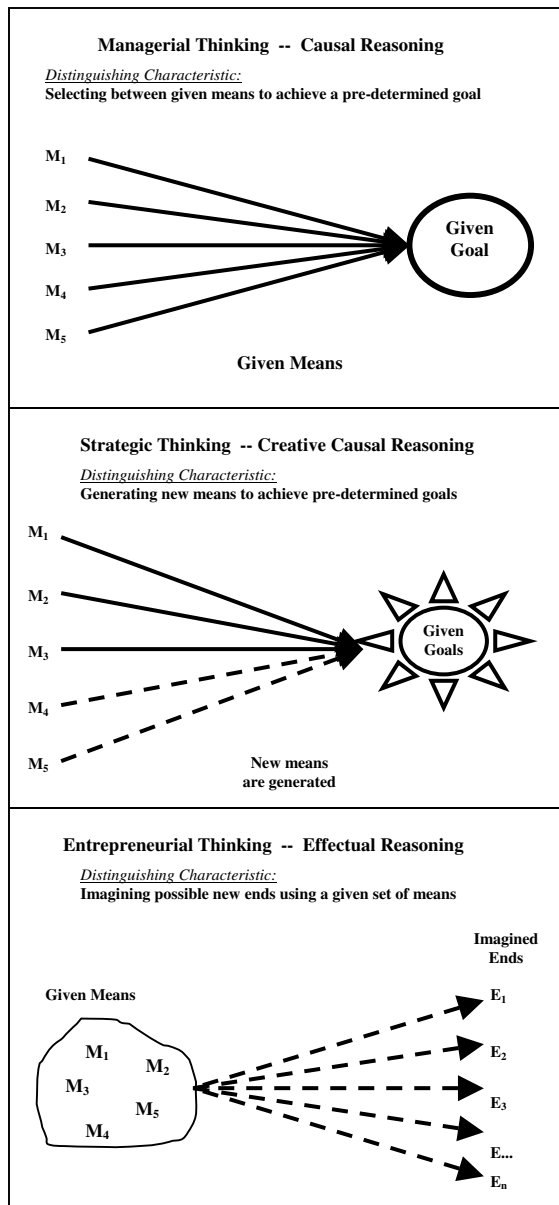 Managerial Thinking -- Causal Reasoning
Distinguishing Characteristic:
Selecting between given means to achieve a pre-determined goal
M₁
M₂
M₃
M₄
M₅
Given
Goal
Given Means
Strategic Thinking -- Creative Causal Reasoning
Distinguishing Characteristic:
Generating new means to achieve pre-determined goals
M₁
M₂
M₃
M₄
M₅
Given
Goals
New means
are generated
Entrepreneurial Thinking -- Effectual Reasoning
Distinguishing Characteristic:
Imagining possible new ends using a given set of means
Imagined
Ends
Given Means
M₁
M₂
M₃
M₅
M₄
E₁
E₂
E₃
E...
Eₙ